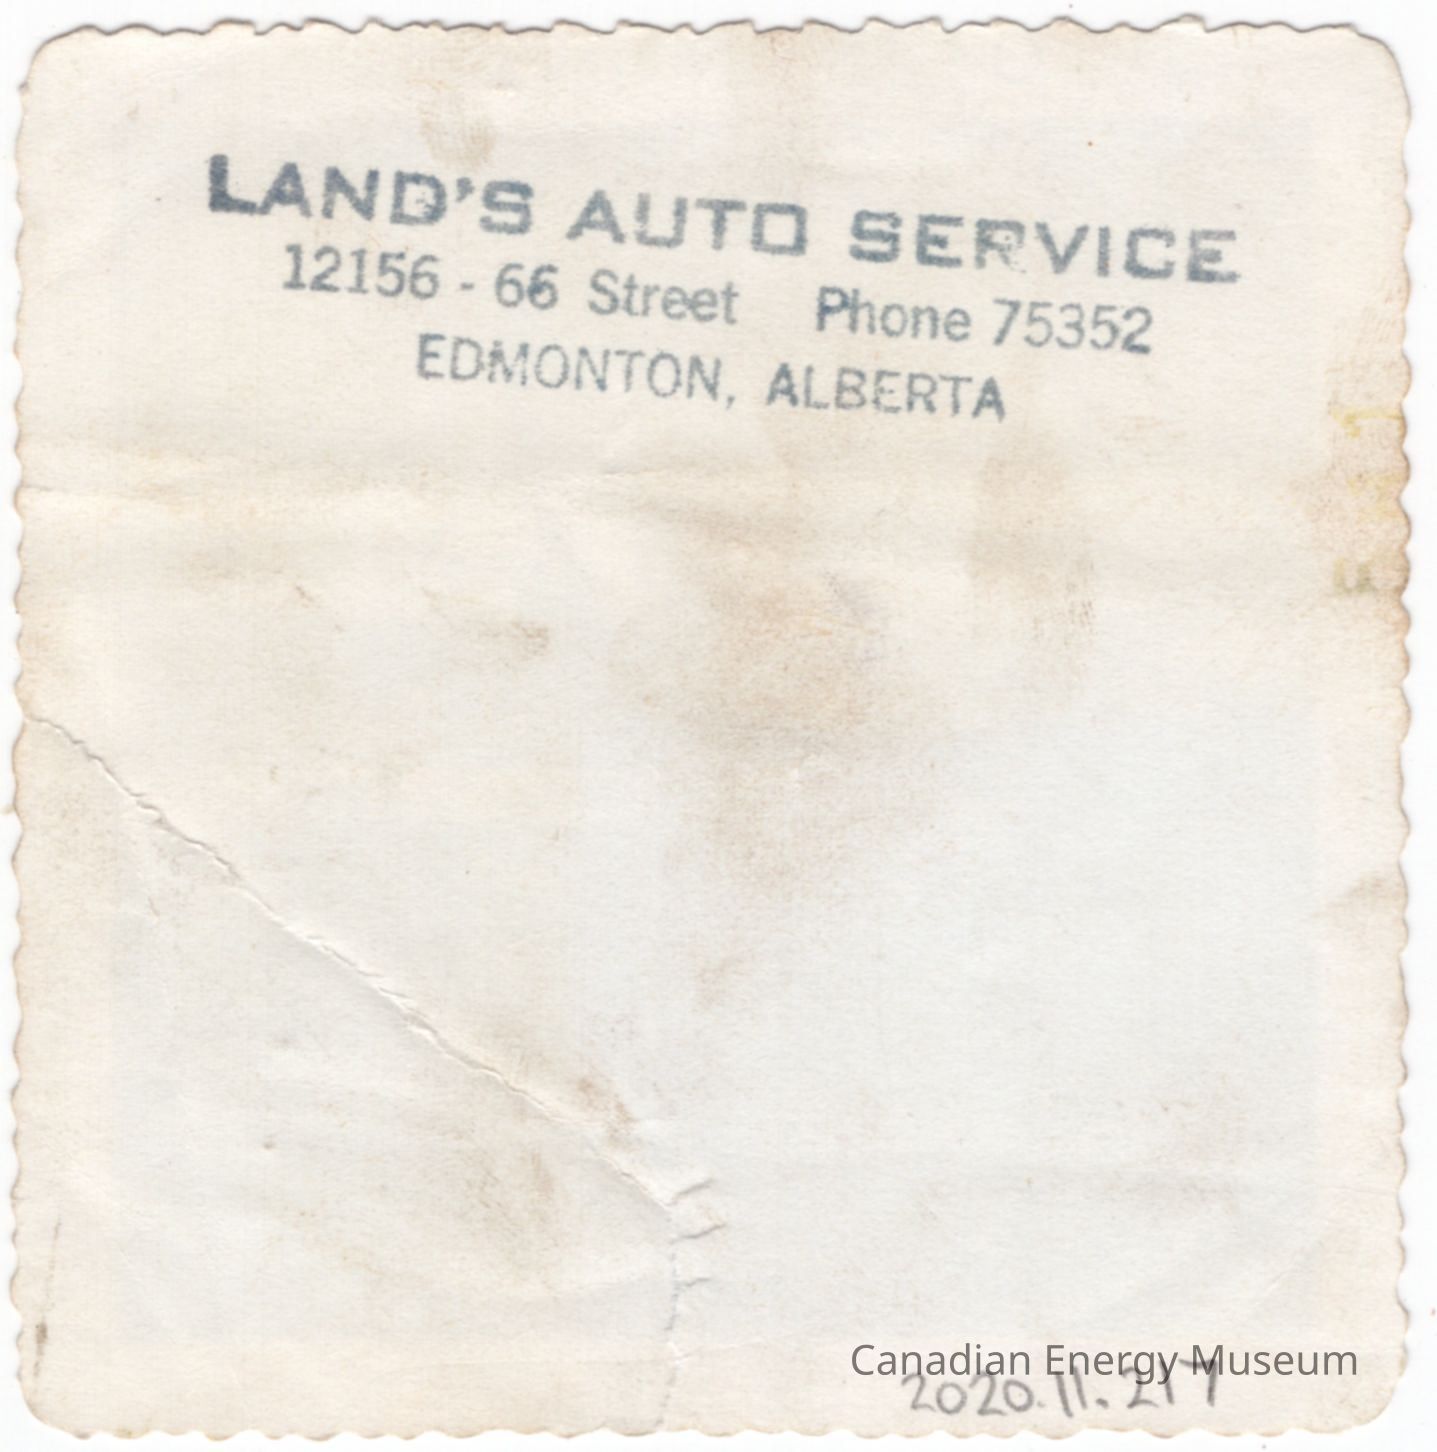 LAND'S AUTO SERVICE
12156 - 66 Street Phone 75352
EDMONTON, ALBERTA
Canadian Energy Museum
2020.11.217